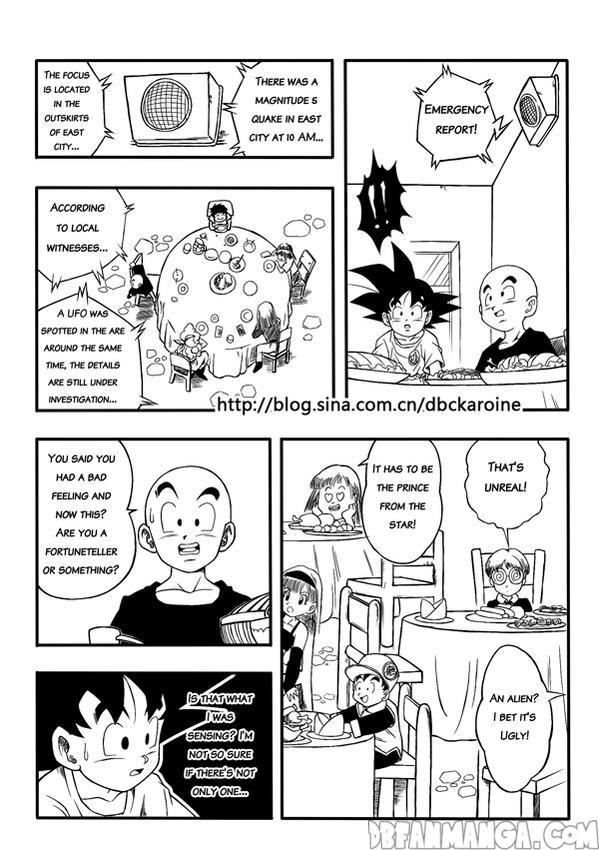 EMERGENCY
REPORT!
!!!
THERE WAS A
MAGNITUDE 5
QUAKE IN EAST
CITY AT 10 AM...
THE FOCUS
IS LOCATED
IN THE
OUTSKIRTS
OF EAST
CITY...
ACCORDING
TO LOCAL
WITNESSES...
A UFO WAS
SPOTTED IN THE ARE
AROUND THE SAME
TIME, THE DETAILS
ARE STILL UNDER
INVESTIGATION...
http://blog.sina.com.cn/dbckaroine
THAT'S
UNREAL!
IT HAS TO BE
THE PRINCE
FROM THE
STAR!
AN ALIEN?
I BET IT'S
UGLY!
YOU SAID YOU
HAD A BAD
FEELING AND
NOW THIS?
ARE YOU A
FORTUNETELLER
OR SOMETHING?
IS THAT WHAT
I WAS
SENSING? I'M
NOT SO SURE
IF THERE'S NOT
ONLY ONE...
DBFANMANGA.COM